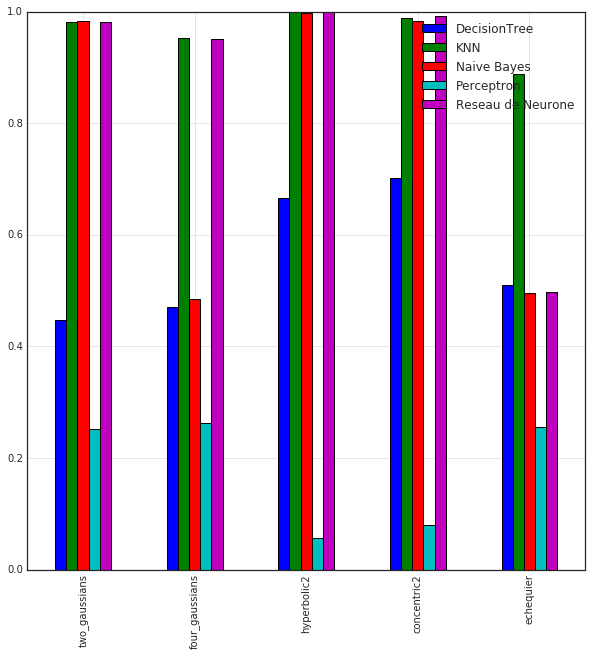 1.0
0.8
0.6
0.4
0.2
0.0
DecisionTree
KNN
Naive Bayes
Perceptron
Reseau de Neurone
two_gaussians
four_gaussians
hyperbolic2
concentric2
echequier